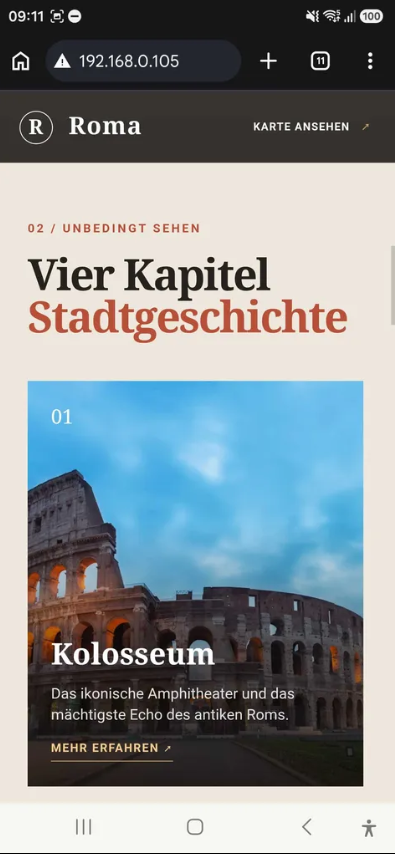 09:11
100
192.168.0.105
11
R Roma
KARTE ANSEHEN ↗
02 / UNBEDINGT SEHEN
Vier Kapitel
Stadtgeschichte
01
Kolosseum
Das ikonische Amphitheater und das
mächtigste Echo des antiken Roms.
MEHR ERFAHREN ↗